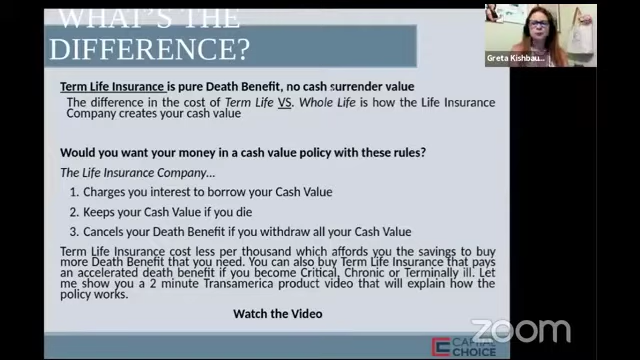 WHAT'S THE
DIFFERENCE?
Greta Kishbau...
Term Life Insurance is pure Death Benefit, no cash surrender value
The difference in the cost of Term Life VS. Whole Life is how the Life Insurance
Company creates your cash value
Would you want your money in a cash value policy with these rules?
The Life Insurance Company...
1. Charges you interest to borrow your Cash Value
2. Keeps your Cash Value if you die
3. Cancels your Death Benefit if you withdraw all your Cash Value
Term Life Insurance cost less per thousand which affords you the savings to buy
more Death Benefit that you need. You can also buy Term Life Insurance that pays
an accelerated death benefit if you become Critical, Chronic or Terminally ill. Let
me show you a 2 minute Transamerica product video that will explain how the
policy works.
Watch the Video
CAPITAL
CHOICE
zoom